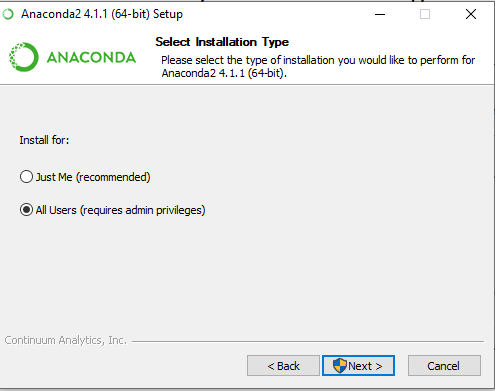 Anaconda2 4.1.1 (64-bit) Setup
ANACONDA
Select Installation Type
Please select the type of installation you would like to perform for
Anaconda2 4.1.1 (64-bit).
Install for:
Just Me (recommended)
All Users (requires admin privileges)
Continuum Analytics, Inc.
< Back
Next >
Cancel